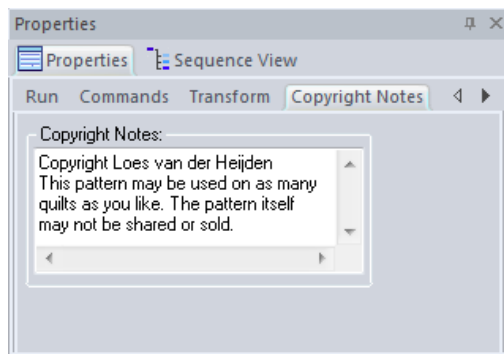 Properties
Properties Sequence View
Run Commands Transform Copyright Notes
Copyright Notes:
Copyright Loes van der Heijden
This pattern may be used on as many
quilts as you like. The pattern itself
may not be shared or sold.